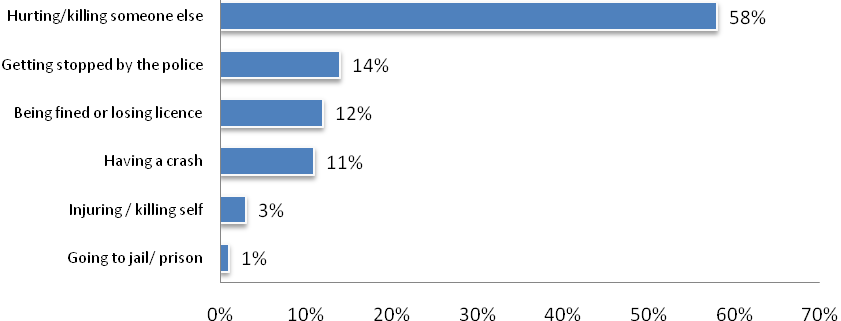 Hurting/killing someone else 58%
Getting stopped by the police 14%
Being fined or losing licence 12%
Having a crash 11%
Injuring / killing self 3%
Going to jail/ prison 1%
0% 10% 20% 30% 40% 50% 60% 70%